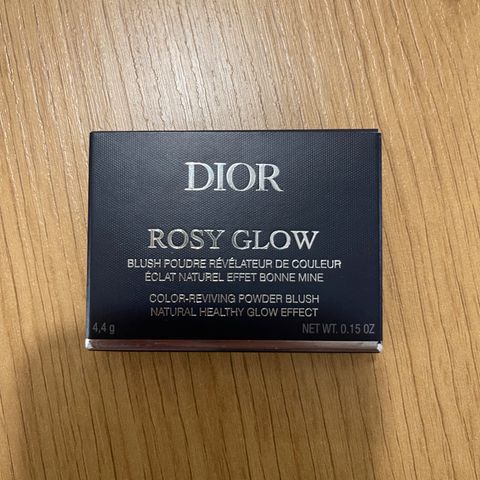 DIOR
ROSY GLOW
BLUSH POUDRE RÉVÉLATEUR DE COULEUR
ÉCLAT NATUREL EFFET BONNE MINE
COLOR-REVIVING POWDER BLUSH
NATURAL HEALTHY GLOW EFFECT
4,4 g NET WT. 0.15 OZ